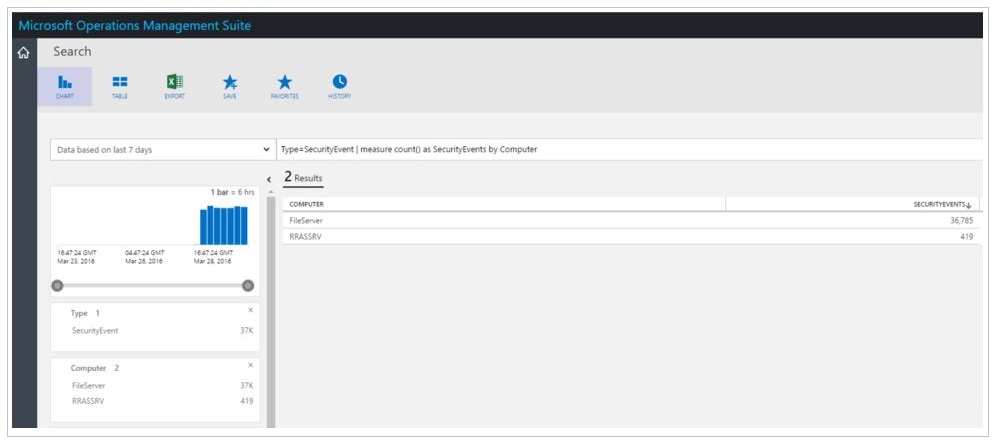 Microsoft Operations Management Suite
Search
CHART TABLE EXPORT SAVE FAVORITES HISTORY
Data based on last 7 days
Type=SecurityEvent | measure count() as SecurityEvents by Computer
2 Results
1 bar = 6 hrs
COMPUTER SECURITYEVENTS
FileServer 36,785
RRASSRV 419
16:47:24 GMT 04:47:24 GMT 16:47:24 GMT
Mar 23, 2016 Mar 26, 2016 Mar 28, 2016
Type 1
SecurityEvent 37K
Computer 2
FileServer 37K
RRASSRV 419